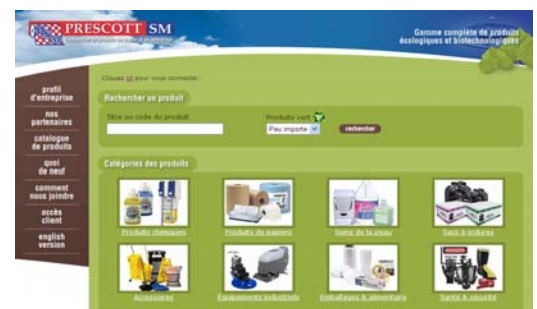 PRESCOTT SM
Gamme complète de produits
écologiques et biotechnologiques
profil
d'entreprise
nos
partenaires
catalogue
de produits
quoi
de neuf
comment
nous joindre
accès
client
english
version
Cliquez ici pour vous connecter.
Rechercher un produit
Titre ou code du produit
Produits vert
Peu importe
rechercher
Catégories des produits
Produits chimiques
Produits de papiers
Soins de la peau
Sacs à ordures
Accessoires
Équipements industriels
Emballages & alimentaire
Santé & sécurité